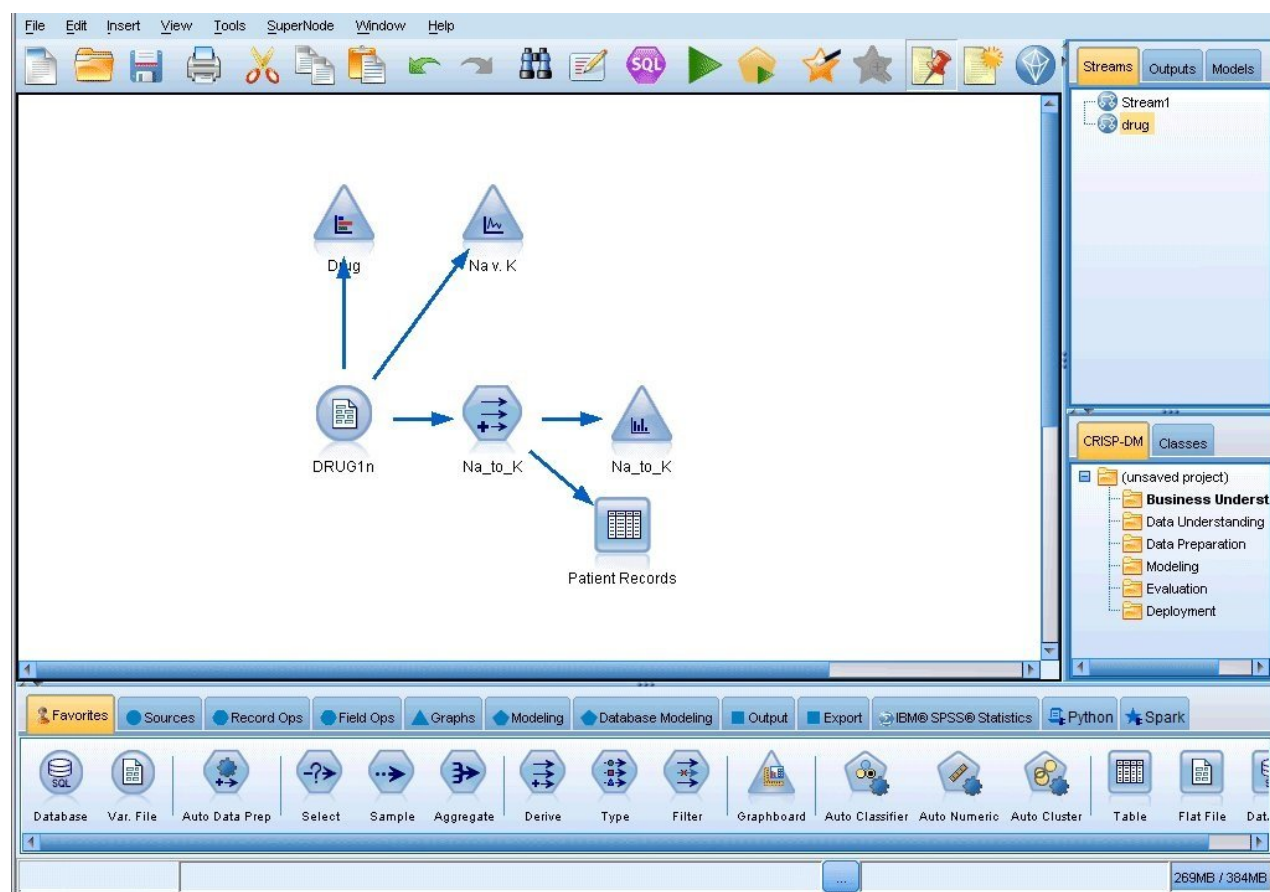 File Edit Insert View Tools SuperNode Window Help
SQL
Streams Outputs Models
Stream1
drug
Drug
Na v. K
DRUG1n
Na_to_K
Na_to_K
Patient Records
CRISP-DM Classes
(unsaved project)
Business Underst
Data Understanding
Data Preparation
Modeling
Evaluation
Deployment
Favorites Sources Record Ops Field Ops Graphs Modeling Database Modeling Output Export IBM® SPSS® Statistics Python Spark
SQL
Database Var. File Auto Data Prep Select Sample Aggregate Derive Type Filter Graphboard Auto Classifier Auto Numeric Auto Cluster Table Flat File Dat
...
269MB / 384MB